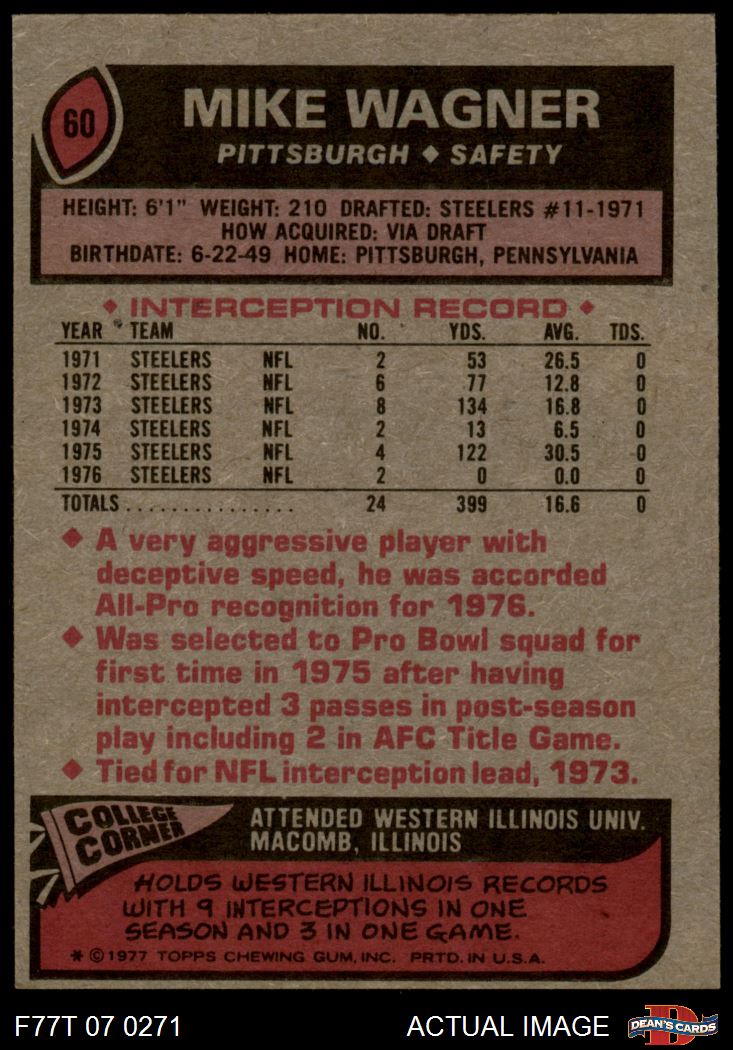 60
MIKE WAGNER
PITTSBURGH ♦ SAFETY
HEIGHT: 6'1" WEIGHT: 210 DRAFTED: STEELERS #11-1971
HOW ACQUIRED: VIA DRAFT
BIRTHDATE: 6-22-49 HOME: PITTSBURGH, PENNSYLVANIA
♦ INTERCEPTION RECORD ♦
YEAR TEAM NO. YDS. AVG. TDS.
1971 STEELERS NFL 2 53 26.5 0
1972 STEELERS NFL 6 77 12.8 0
1973 STEELERS NFL 8 134 16.8 0
1974 STEELERS NFL 2 13 6.5 0
1975 STEELERS NFL 4 122 30.5 0
1976 STEELERS NFL 2 0 0.0 0
TOTALS ................ 24 399 16.6 0
♦ A very aggressive player with
deceptive speed, he was accorded
All-Pro recognition for 1976.
♦ Was selected to Pro Bowl squad for
first time in 1975 after having
intercepted 3 passes in post-season
play including 2 in AFC Title Game.
♦ Tied for NFL interception lead, 1973.
COLLEGE
CORNER
ATTENDED WESTERN ILLINOIS UNIV.
MACOMB, ILLINOIS
HOLDS WESTERN ILLINOIS RECORDS
WITH 9 INTERCEPTIONS IN ONE
SEASON AND 3 IN ONE GAME.
* © 1977 TOPPS CHEWING GUM, INC. PRTD. IN U.S.A.
F77T 07 0271
ACTUAL IMAGE
D
DEAN'S CARDS